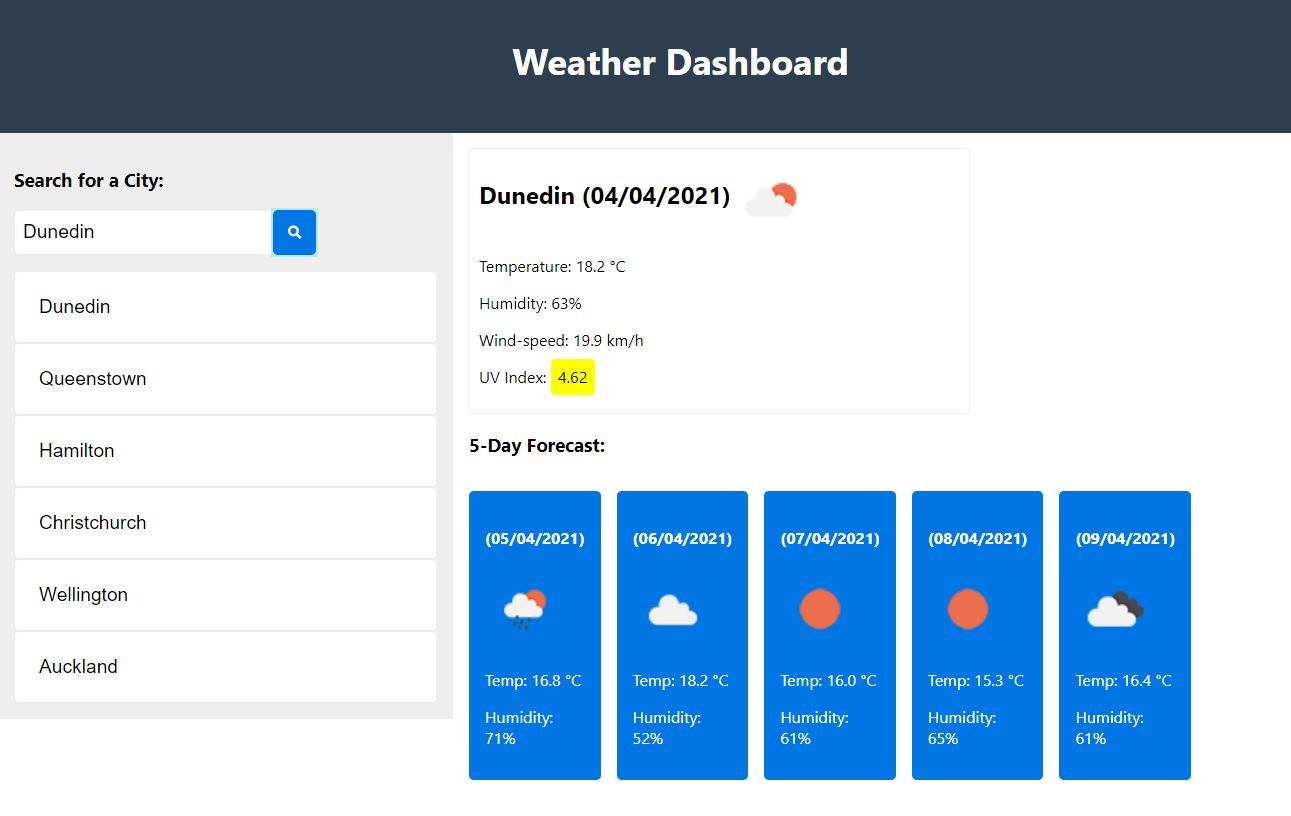 Weather Dashboard
Search for a City:
Dunedin
Dunedin
Queenstown
Hamilton
Christchurch
Wellington
Auckland
Dunedin (04/04/2021)
Temperature: 18.2 °C
Humidity: 63%
Wind-speed: 19.9 km/h
UV Index: 4.62
5-Day Forecast:
(05/04/2021)
Temp: 16.8 °C
Humidity:
71%
(06/04/2021)
Temp: 18.2 °C
Humidity:
52%
(07/04/2021)
Temp: 16.0 °C
Humidity:
61%
(08/04/2021)
Temp: 15.3 °C
Humidity:
65%
(09/04/2021)
Temp: 16.4 °C
Humidity:
61%